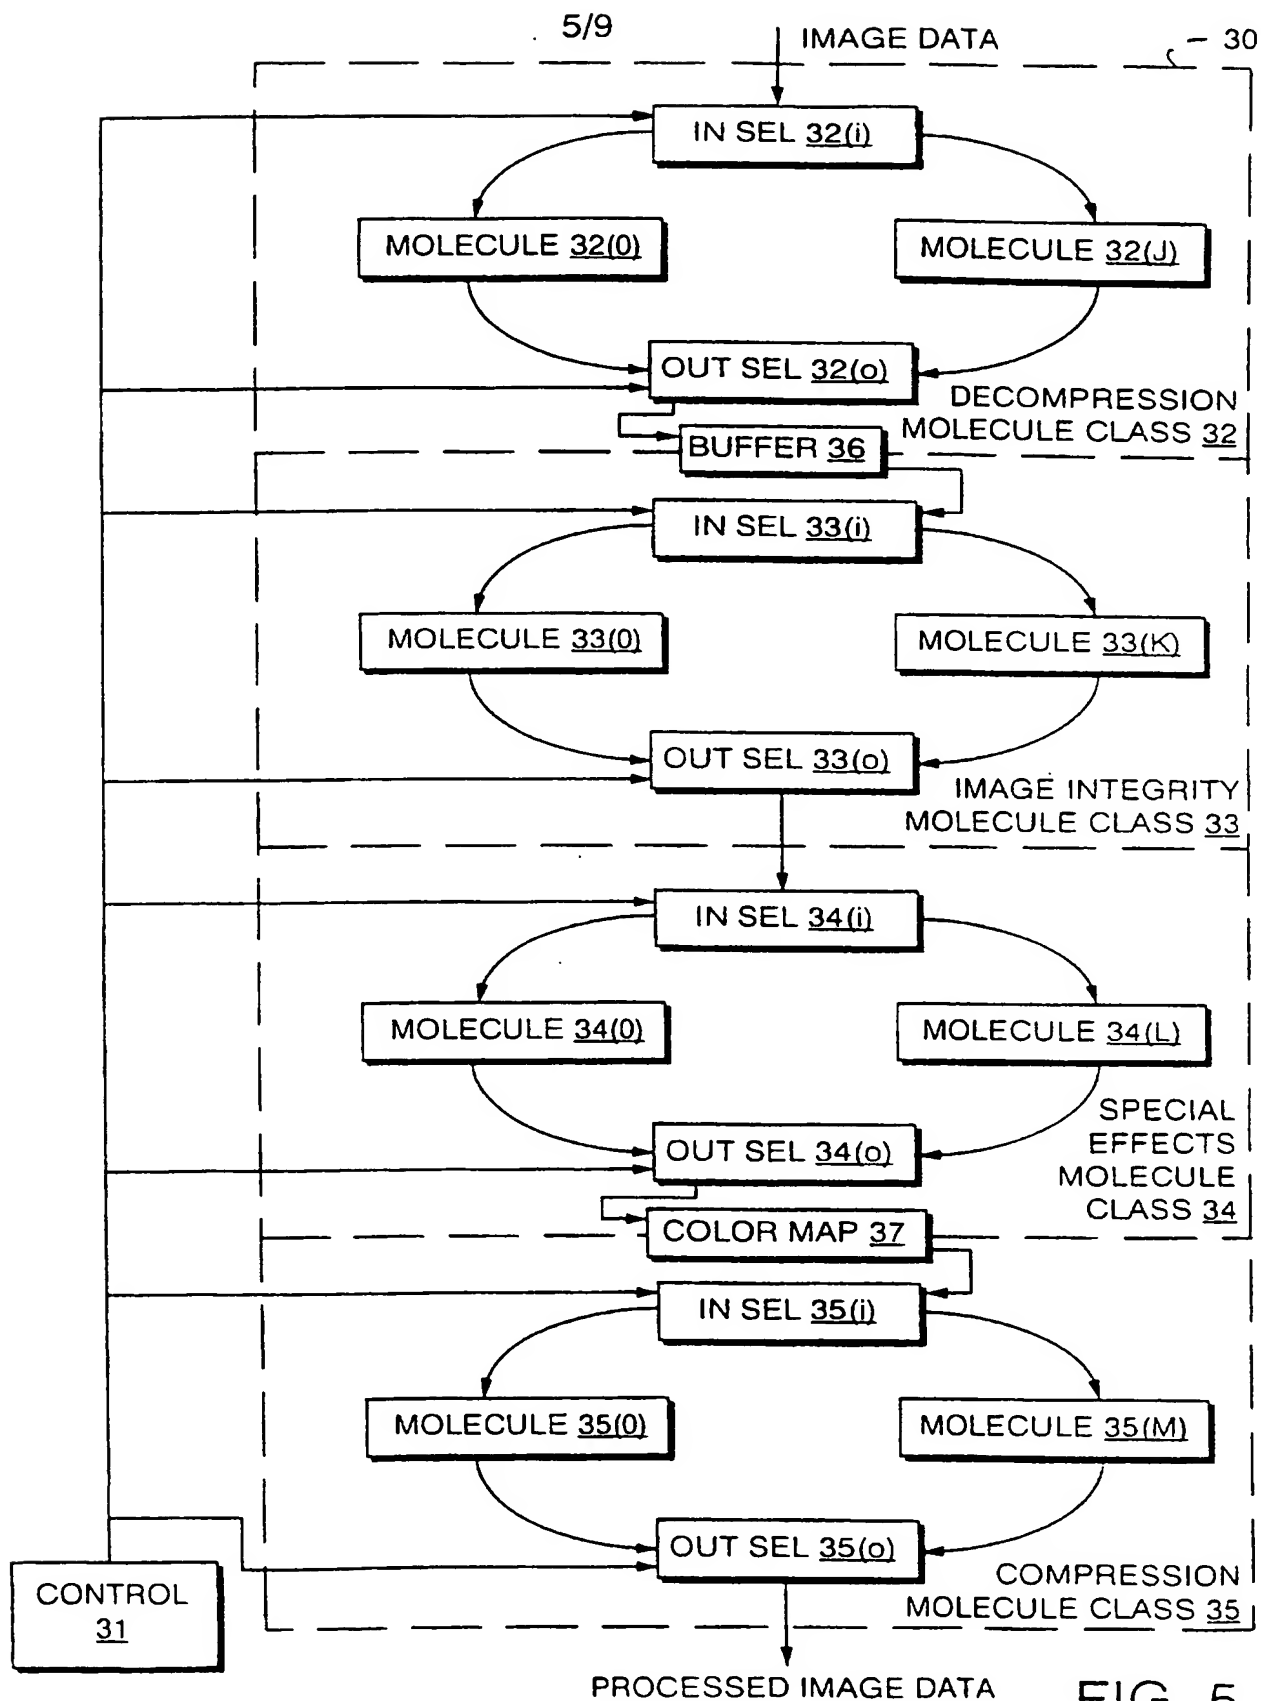 5/9
IMAGE DATA
30
IN SEL 32(i)
MOLECULE 32(0)
MOLECULE 32(J)
OUT SEL 32(o)
DECOMPRESSION
MOLECULE CLASS 32
BUFFER 36
IN SEL 33(i)
MOLECULE 33(0)
MOLECULE 33(K)
OUT SEL 33(o)
IMAGE INTEGRITY
MOLECULE CLASS 33
IN SEL 34(i)
MOLECULE 34(0)
MOLECULE 34(L)
OUT SEL 34(o)
SPECIAL
EFFECTS
MOLECULE
CLASS 34
COLOR MAP 37
IN SEL 35(i)
MOLECULE 35(0)
MOLECULE 35(M)
OUT SEL 35(o)
COMPRESSION
MOLECULE CLASS 35
CONTROL
31
PROCESSED IMAGE DATA
FIG. 5